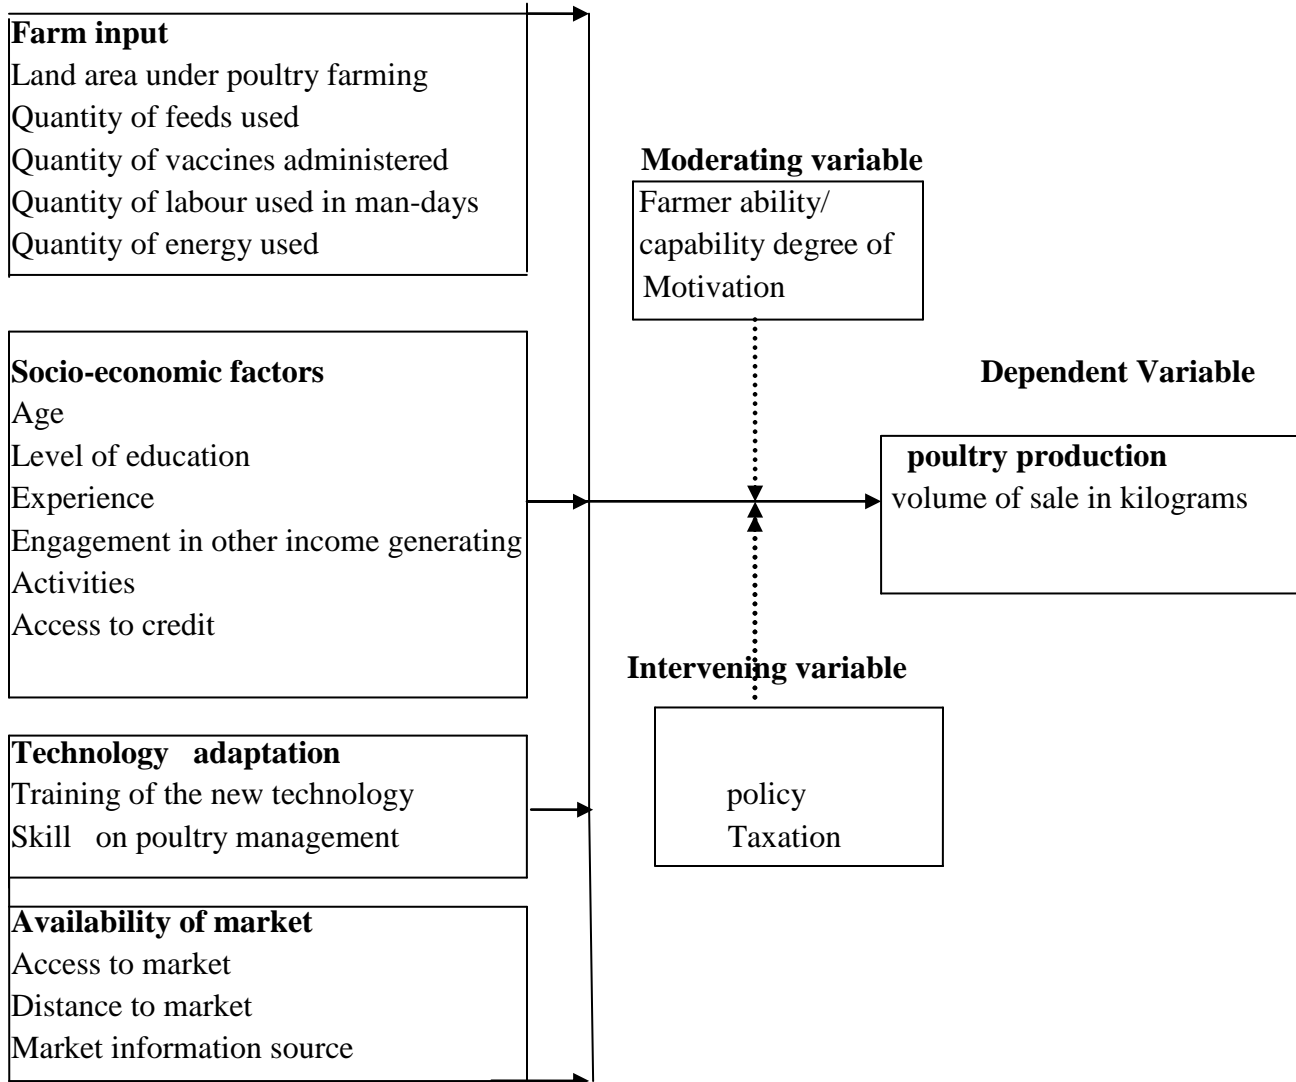 Farm input
Land area under poultry farming
Quantity of feeds used
Quantity of vaccines administered
Quantity of labour used in man-days
Quantity of energy used
Socio-economic factors
Age
Level of education
Experience
Engagement in other income generating
Activities
Access to credit
Technology adaptation
Training of the new technology
Skill on poultry management
Availability of market
Access to market
Distance to market
Market information source
Moderating variable
Farmer ability/
capability degree of
Motivation
Intervening variable
policy
Taxation
Dependent Variable
poultry production
volume of sale in kilograms